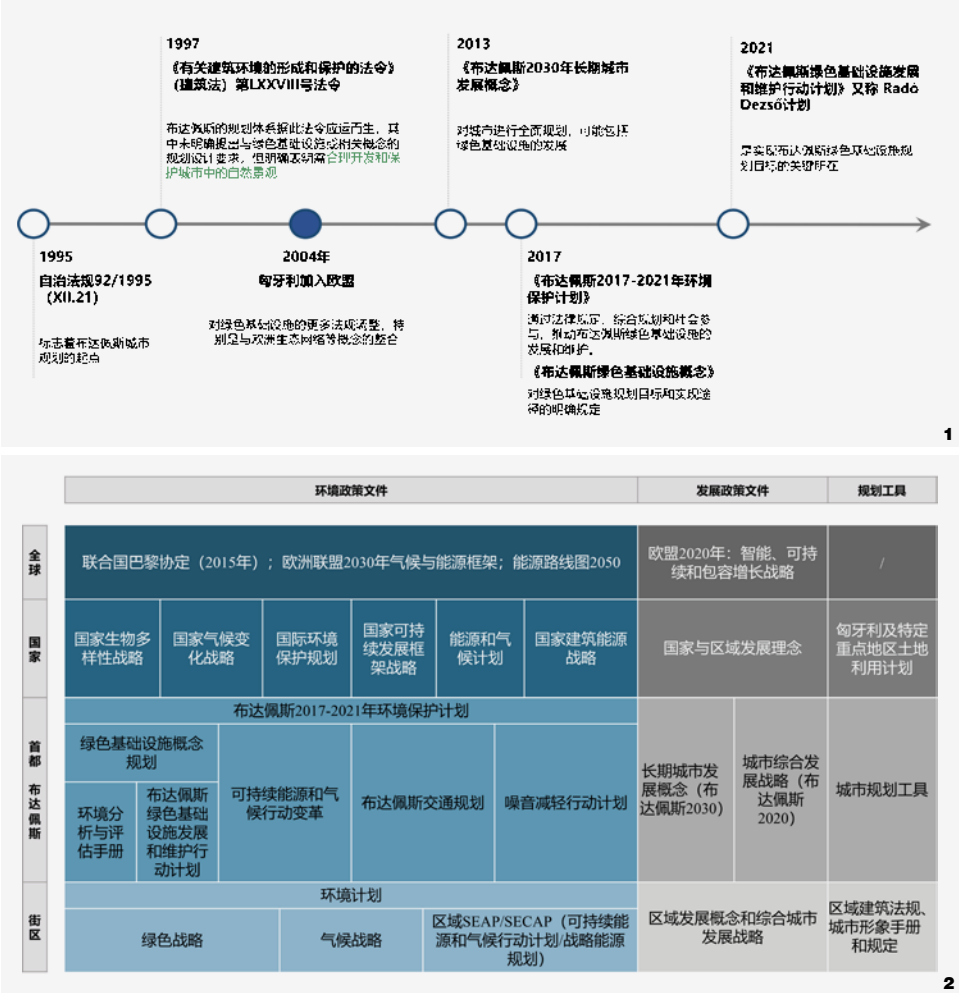 1997
《有关建筑环境的形成和保护的法令》
(建筑法）第LXXVIII号法令
布达佩斯的规划体系据此法令应运而生，其
中未明确提出与绿色基础设施或相关概念的
规划设计要求，但明确表明需合理开发和保
护城市中的自然景观
2013
《布达佩斯2030年长期城市
发展概念》
对城市进行全面规划，可能包括
绿色基础设施的发展
2021
《布达佩斯绿色基础设施发展
和维护行动计划》又称 Radó
Dezső计划
是实现布达佩斯绿色基础设施规
划目标的关键所在
1995
自治法规92/1995
（XII.21）
标志着布达佩斯城市
规划的起点
2004年
匈牙利加入欧盟
对绿色基础设施的更多法规调整，特
别是与欧洲生态网络等概念的整合
2017
《布达佩斯2017-2021年环境
保护计划》
通过法律规定、综合规划和社会参
与，推动布达佩斯绿色基础设施的
发展和维护。
《布达佩斯绿色基础设施概念》
对绿色基础设施规划目标和实现途
径的明确规定
1
环境政策文件
发展政策文件
规划工具
全
球
联合国巴黎协定（2015年）；欧洲联盟2030年气候与能源框架；能源路线图2050
欧盟2020年：智能、可持
续和包容增长战略
/
国
家
国家生物多
样性战略
国家气候变
化战略
国际环境
保护规划
国家可持
续发展框
架战略
能源和气
候计划
国家建筑能源
战略
国家与区域发展理念
匈牙利及特定
重点地区土地
利用计划
首
都
布
达
佩
斯
布达佩斯2017-2021年环境保护计划
绿色基础设施概念
规划
环境分
析与评
估手册
布达佩斯
绿色基础
设施发展
和维护行
动计划
可持续能源和气
候行动变革
布达佩斯交通规划
噪音减轻行动计划
长期城市发
展概念（布
达佩斯2030）
城市综合发
展战略（布
达佩斯
2020）
城市规划工具
街
区
环境计划
绿色战略
气候战略
区域SEAP/SECAP（可持续能
源和气候行动计划/战略能源
规划）
区域发展概念和综合城市
发展战略
区域建筑法规、
城市形象手册
和规定
2